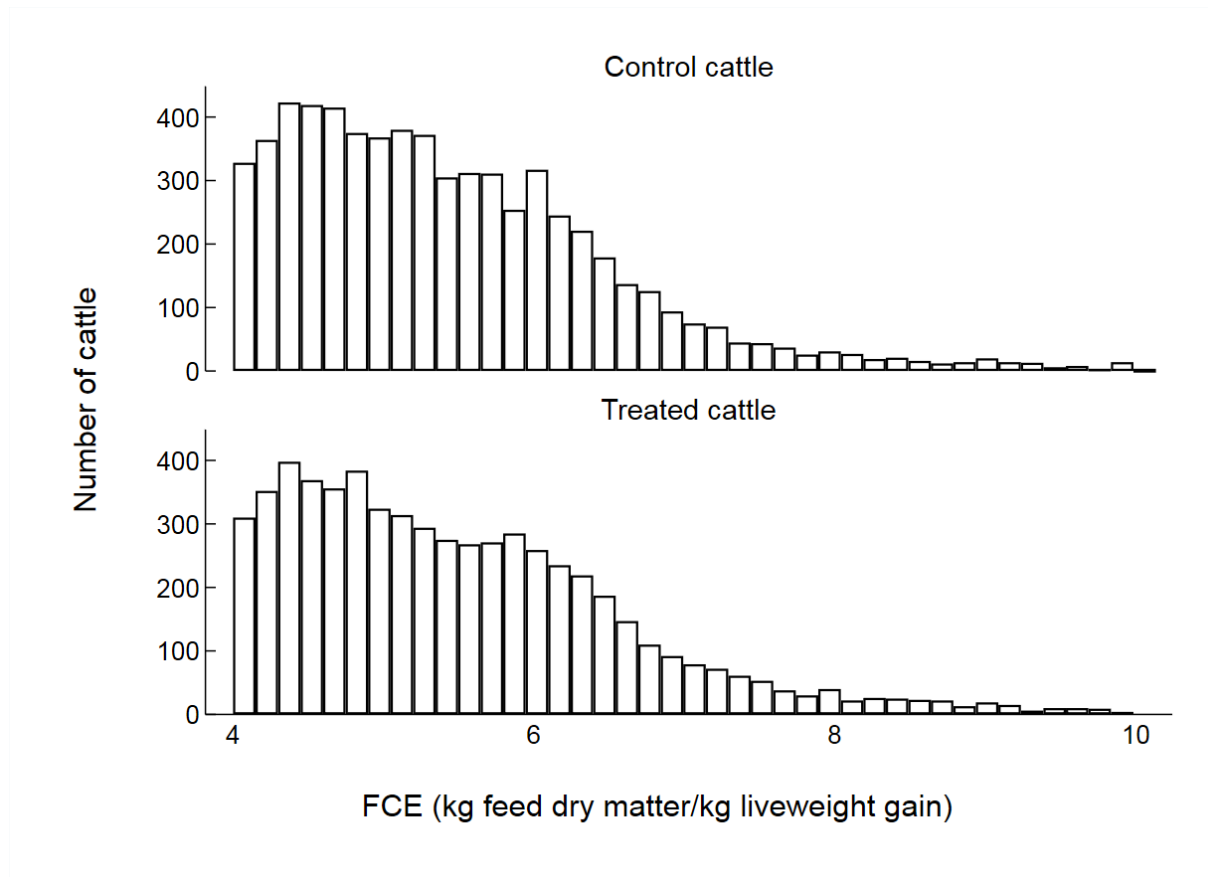 Control cattle
400
300
200
100
0
Number of cattle
Treated cattle
400
300
200
100
0
4 6 8 10
FCE (kg feed dry matter/kg liveweight gain)